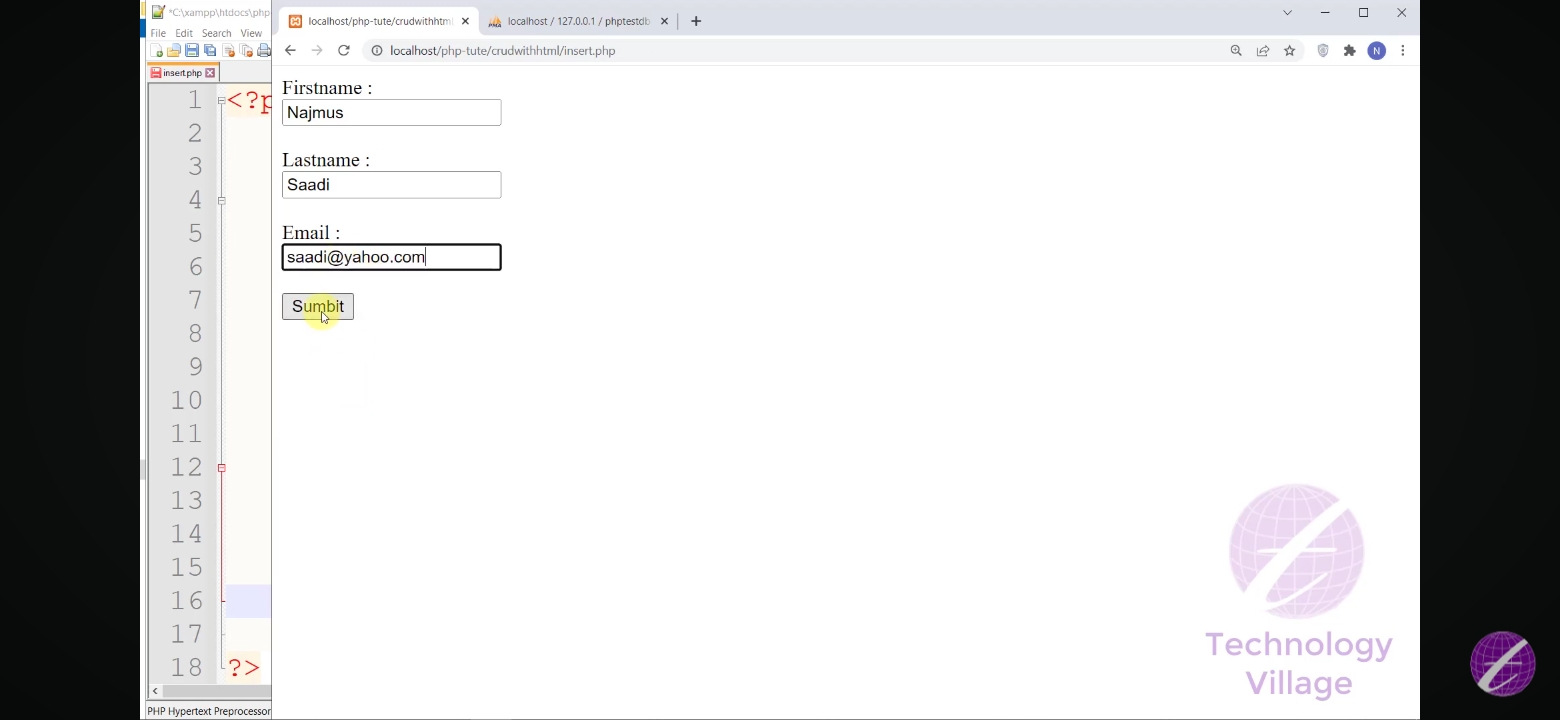 *C:\xampp\htdocs\php
localhost/php-tute/crudwithhtml
localhost / 127.0.0.1 / phptestdb
File Edit Search View
localhost/php-tute/crudwithhtml/insert.php
N
insert.php
1 <?p
2
3
4
5
6
7
8
9
10
11
12
13
14
15
16
17
18 ?>
PHP Hypertext Preprocessor
Firstname :
Najmus
Lastname :
Saadi
Email :
saadi@yahoo.com
Sumbit
Technology
Village